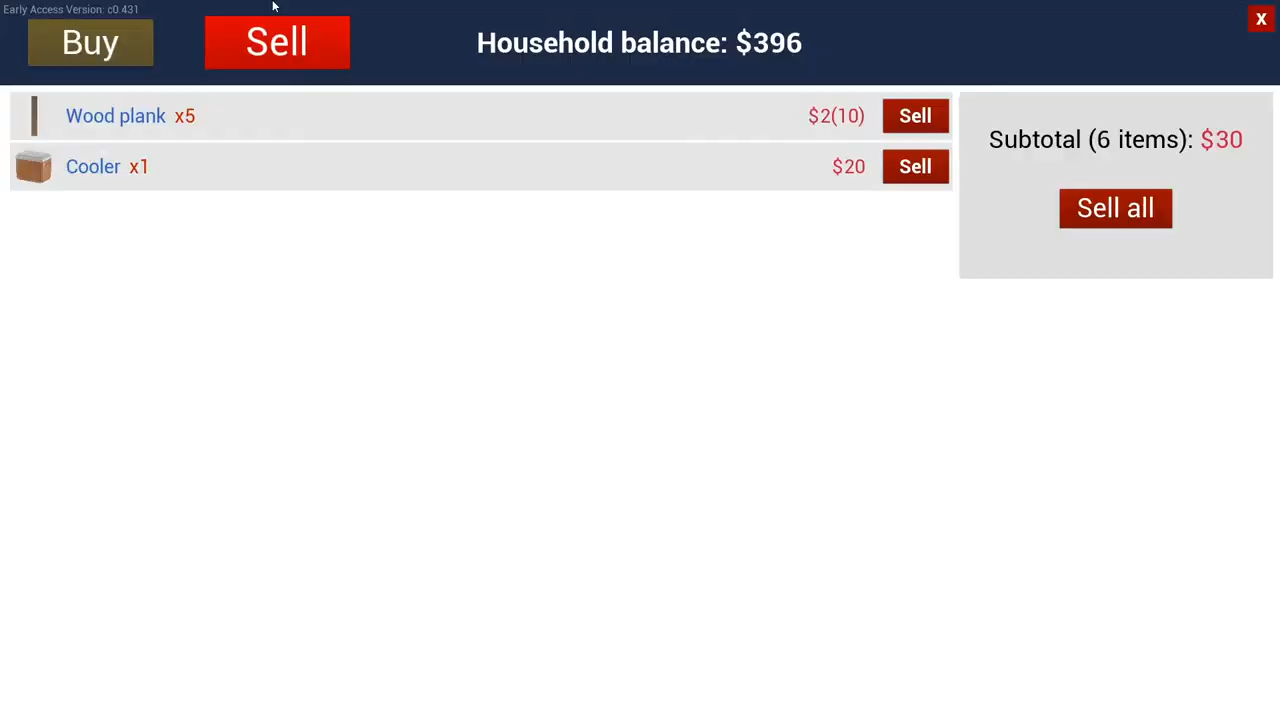 Early Access Version: c0.431
Buy
Sell
Household balance: $396
X
Wood plank x5
$2(10)
Sell
Cooler x1
$20
Sell
Subtotal (6 items): $30
Sell all